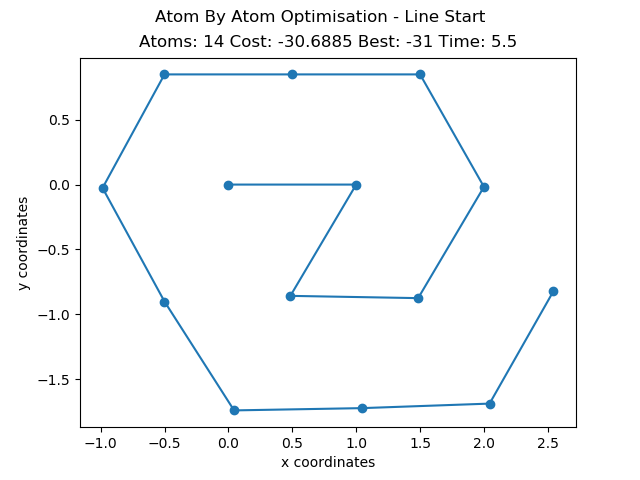 Atom By Atom Optimisation - Line Start
Atoms: 14 Cost: -30.6885 Best: -31 Time: 5.5
0.5
0.0
−0.5
−1.0
−1.5
y coordinates
−1.0 −0.5 0.0 0.5 1.0 1.5 2.0 2.5
x coordinates